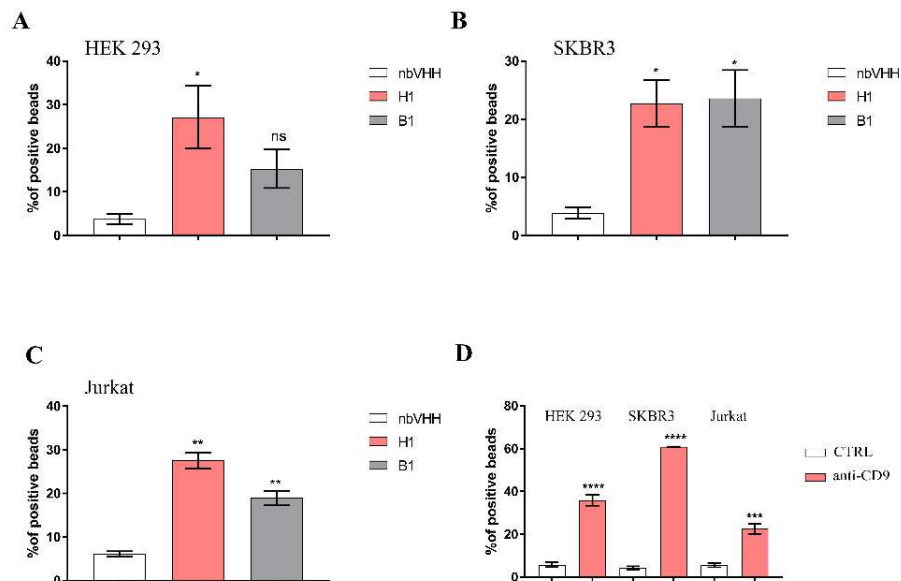 A
HEK 293
%of positive beads
40
30
20
10
0
*
ns
nbVHH
H1
B1
B
SKBR3
%of positive beads
30
20
10
0
*
*
nbVHH
H1
B1
C
Jurkat
%of positive beads
40
30
20
10
0
**
**
nbVHH
H1
B1
D
HEK 293 SKBR3 Jurkat
%of positive beads
80
60
40
20
0
****
****
***
CTRL
anti-CD9